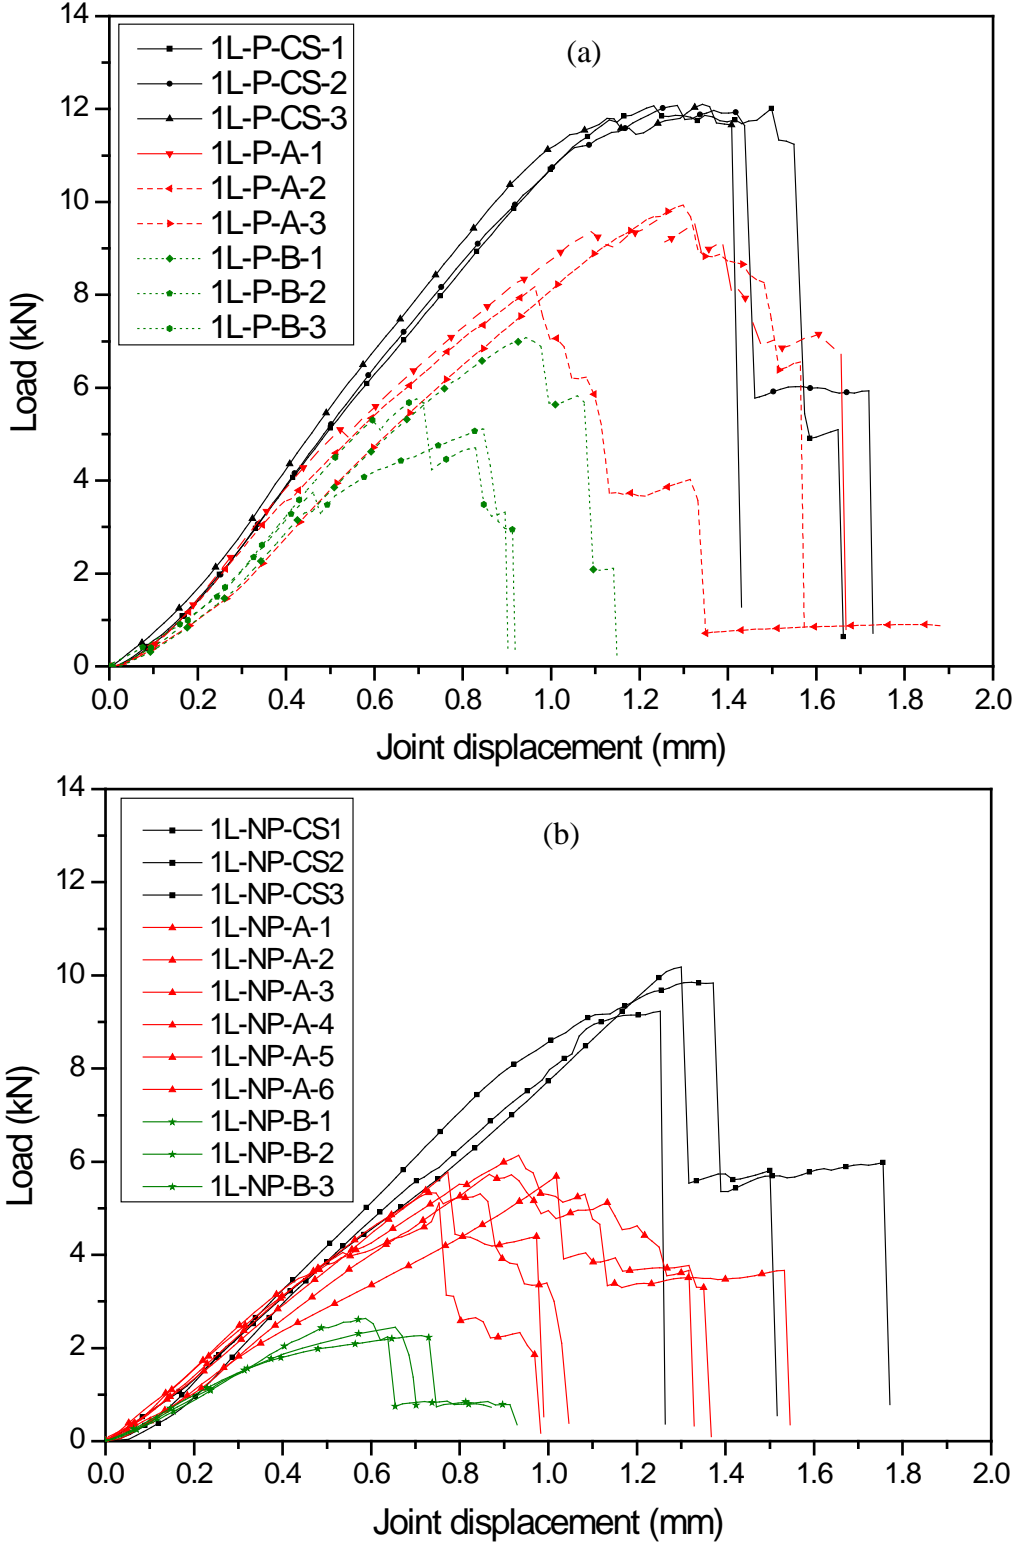 14
12
10
8
6
4
2
0
Load (kN)
1L-P-CS-1
1L-P-CS-2
1L-P-CS-3
1L-P-A-1
1L-P-A-2
1L-P-A-3
1L-P-B-1
1L-P-B-2
1L-P-B-3
(a)
0.0 0.2 0.4 0.6 0.8 1.0 1.2 1.4 1.6 1.8 2.0
Joint displacement (mm)
14
12
10
8
6
4
2
0
Load (kN)
1L-NP-CS1
1L-NP-CS2
1L-NP-CS3
1L-NP-A-1
1L-NP-A-2
1L-NP-A-3
1L-NP-A-4
1L-NP-A-5
1L-NP-A-6
1L-NP-B-1
1L-NP-B-2
1L-NP-B-3
(b)
0.0 0.2 0.4 0.6 0.8 1.0 1.2 1.4 1.6 1.8 2.0
Joint displacement (mm)